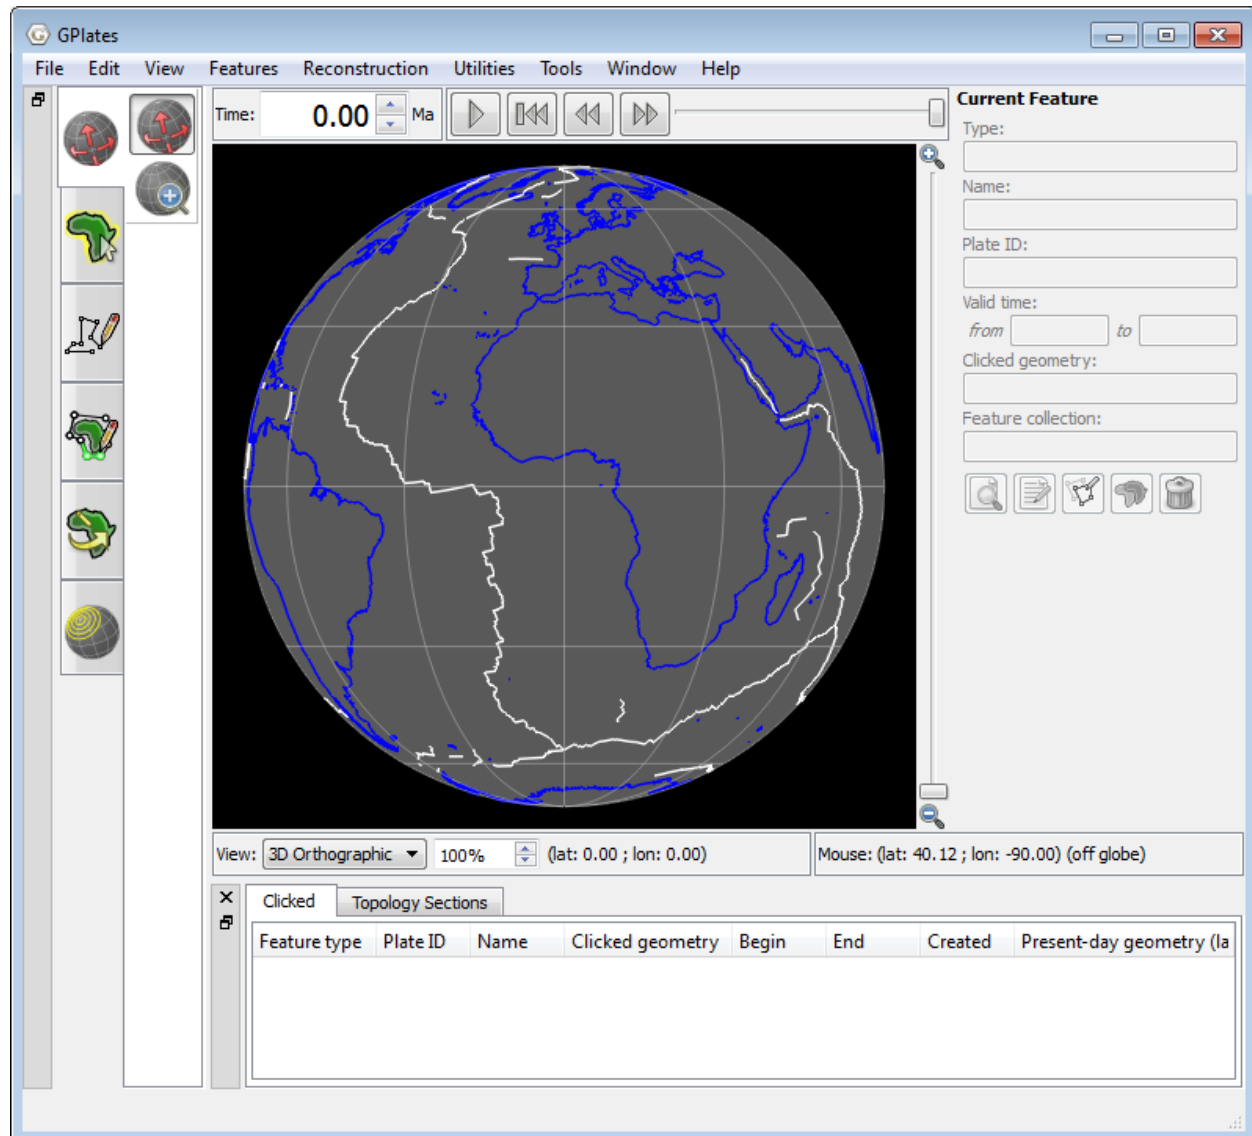 GPlates
File Edit View Features Reconstruction Utilities Tools Window Help
Time: 0.00 Ma
Current Feature
Type:
Name:
Plate ID:
Valid time:
from to
Clicked geometry:
Feature collection:
View: 3D Orthographic 100% (lat: 0.00 ; lon: 0.00) Mouse: (lat: 40.12 ; lon: -90.00) (off globe)
Clicked Topology Sections
Feature type Plate ID Name Clicked geometry Begin End Created Present-day geometry (la